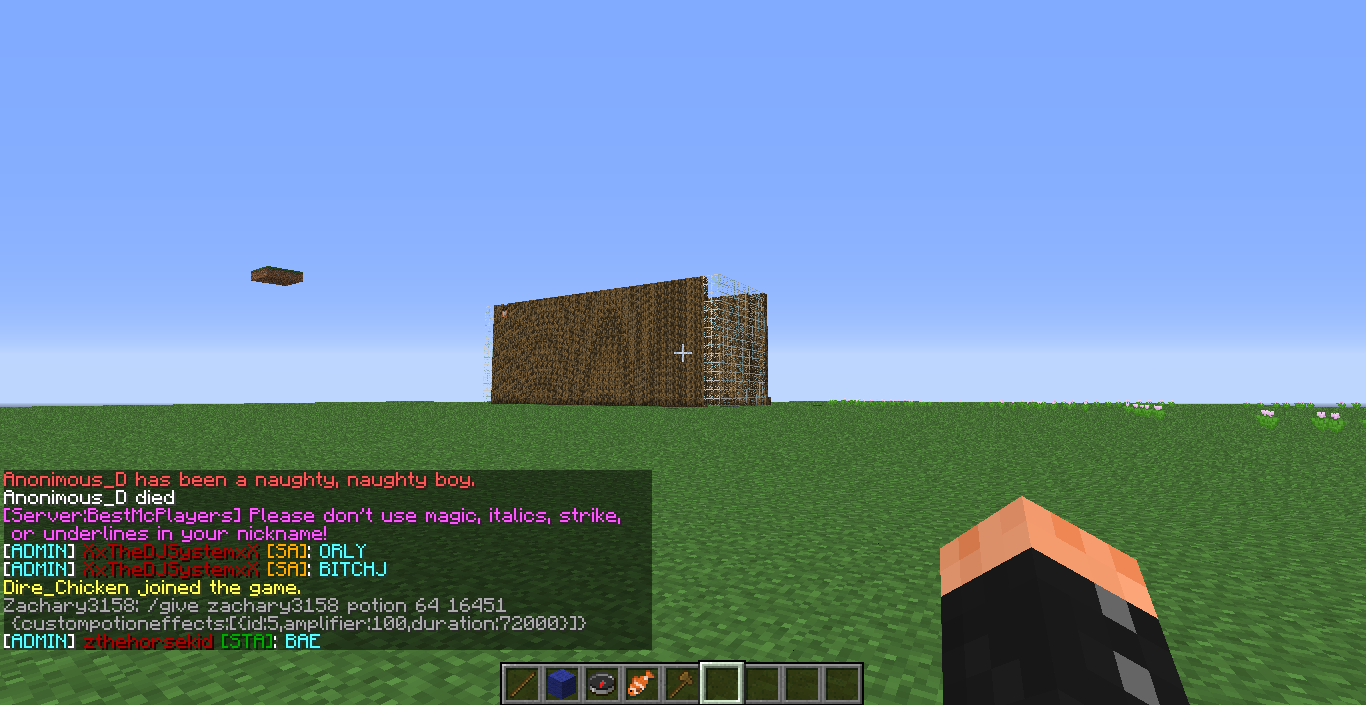 Anonimous_D has been a naughty, naughty boy.
Anonimous_D died
[Server:BestMcPlayers] Please don't use magic, italics, strike,
or underlines in your nickname!
[ADMIN] XxTheDJSystemxX [SA]: ORLY
[ADMIN] XxTheDJSystemxX [SA]: BITCHJ
Dire_Chicken joined the game.
Zachary3158: /give zachary3158 potion 64 16451
{custompotioneffects:[{id:5,amplifier:100,duration:72000}]}
[ADMIN] zthehorsekid [STA]: BAE